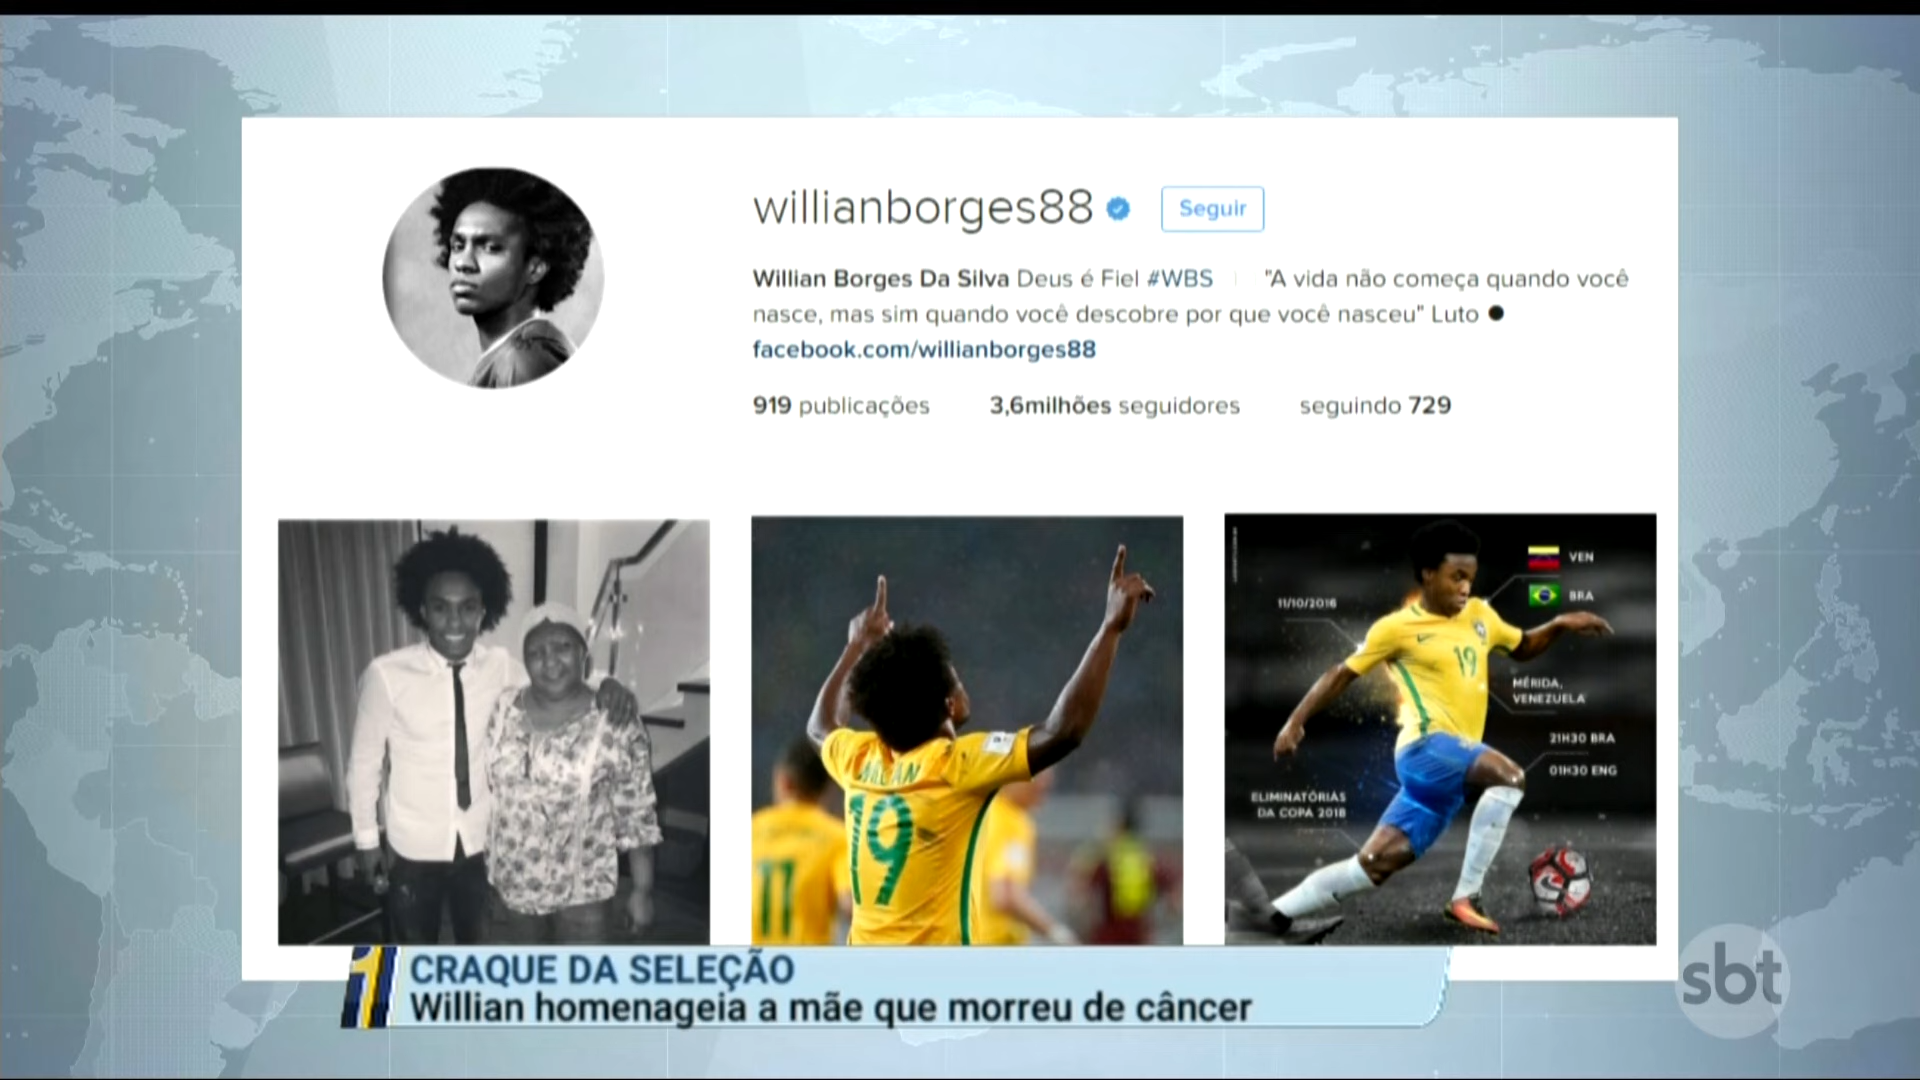 willianborges88
Seguir
Willian Borges Da Silva Deus é Fiel #WBS "A vida não começa quando você
nasce, mas sim quando você descobre por que você nasceu" Luto ●
facebook.com/willianborges88
919 publicações 3,6milhões seguidores seguindo 729
WILLIAN
19
11
VEN
BRA
11/10/2016
19
MÉRIDA,
VENEZUELA
21H30 BRA
01H30 ENG
ELIMINATÓRIAS
DA COPA 2018
1
CRAQUE DA SELEÇÃO
Willian homenageia a mãe que morreu de câncer
sbt